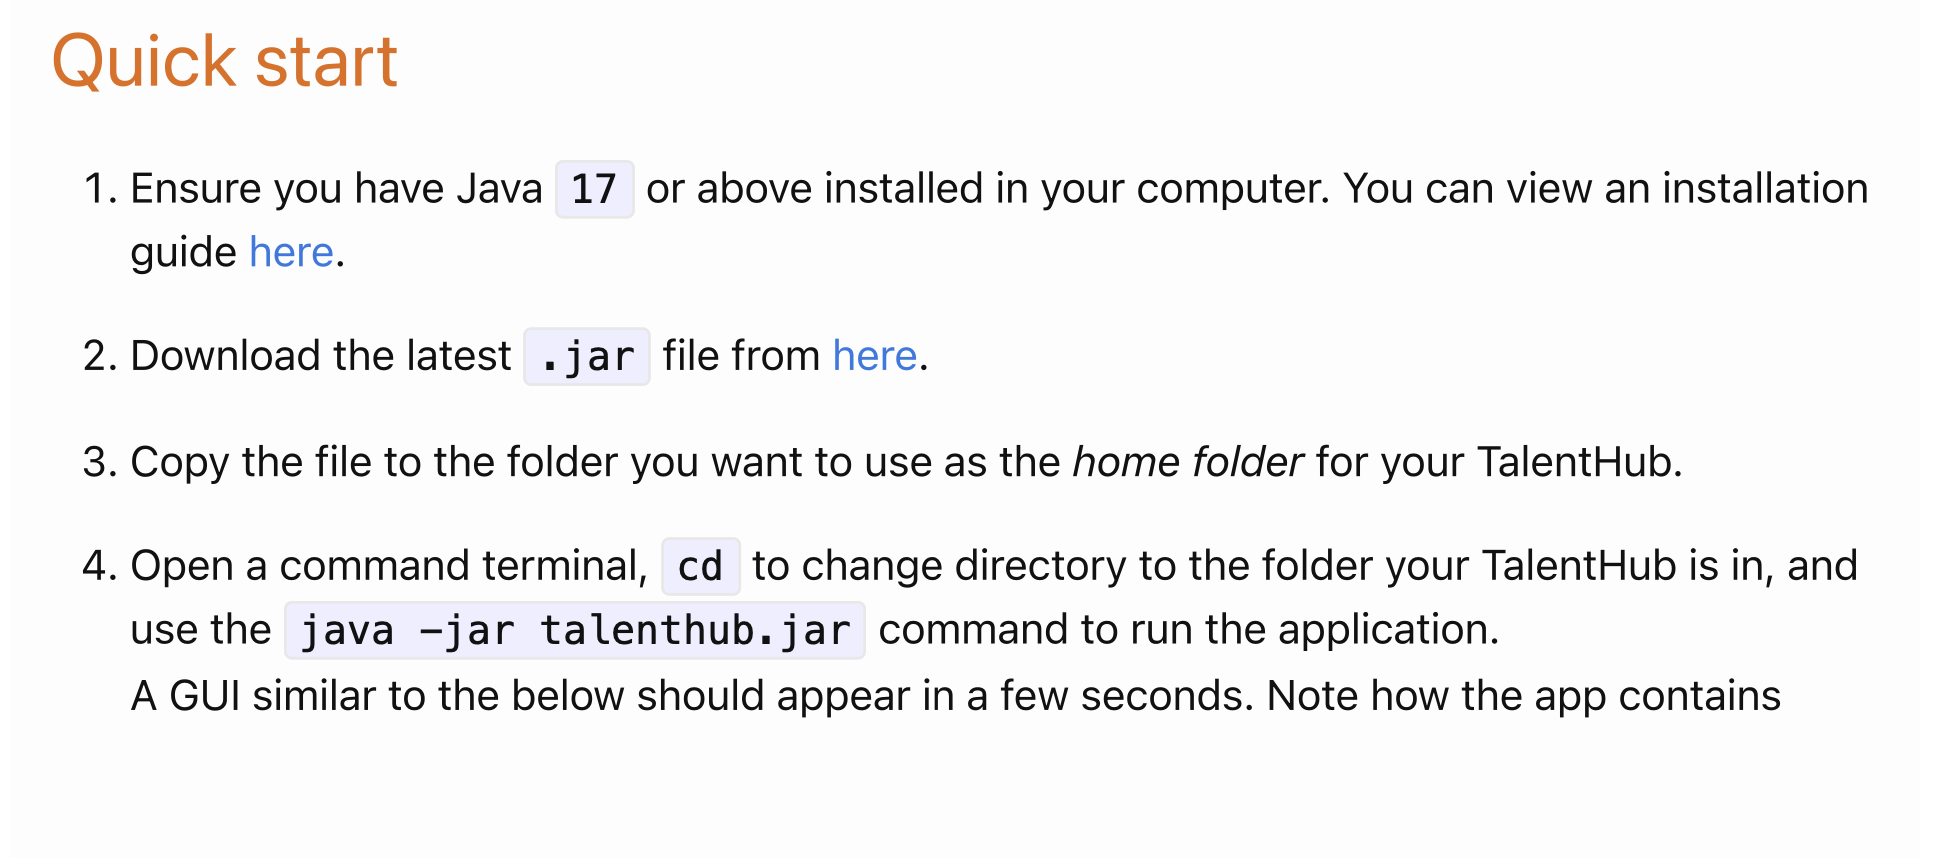 Quick start
1. Ensure you have Java 17 or above installed in your computer. You can view an installation
guide here.
2. Download the latest .jar file from here.
3. Copy the file to the folder you want to use as the home folder for your TalentHub.
4. Open a command terminal, cd to change directory to the folder your TalentHub is in, and
use the java -jar talenthub.jar command to run the application.
A GUI similar to the below should appear in a few seconds. Note how the app contains